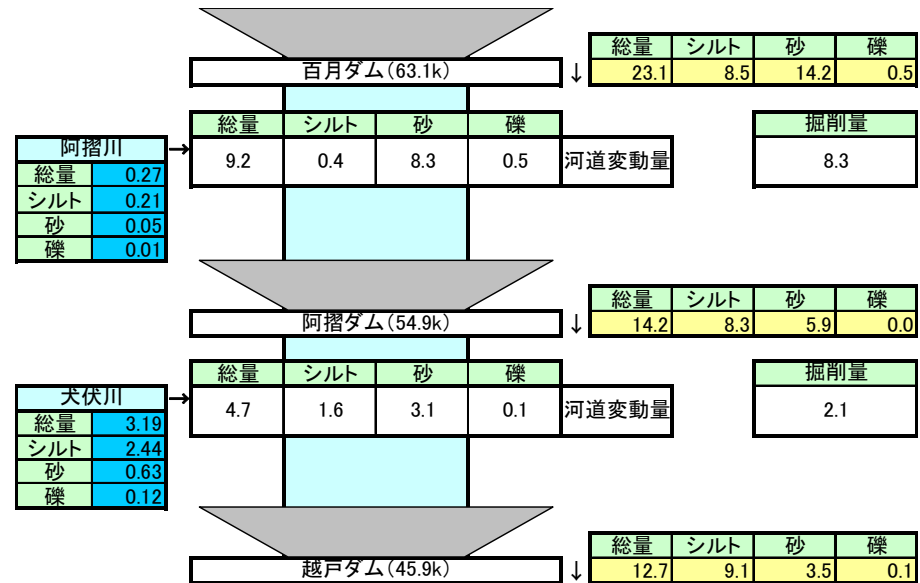 総量 シルト 砂 礫
百月ダム(63.1k) ↓ 23.1 8.5 14.2 0.5
総量 シルト 砂 礫 掘削量
阿摺川 → 9.2 0.4 8.3 0.5 河道変動量 8.3
総量 0.27
シルト 0.21
砂 0.05
礫 0.01
総量 シルト 砂 礫
阿摺ダム(54.9k) ↓ 14.2 8.3 5.9 0.0
総量 シルト 砂 礫 掘削量
犬伏川 → 4.7 1.6 3.1 0.1 河道変動量 2.1
総量 3.19
シルト 2.44
砂 0.63
礫 0.12
総量 シルト 砂 礫
越戸ダム(45.9k) ↓ 12.7 9.1 3.5 0.1